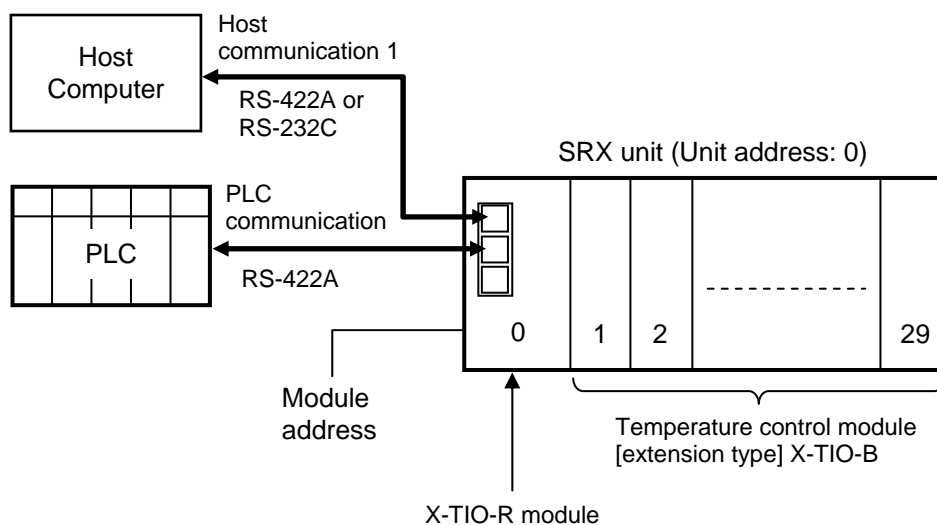 Host
communication 1
Host
Computer
RS-422A or
RS-232C
SRX unit (Unit address: 0)
PLC
communication
PLC
RS-422A
0
1
2
29
Module
address
Temperature control module
[extension type] X-TIO-B
X-TIO-R module